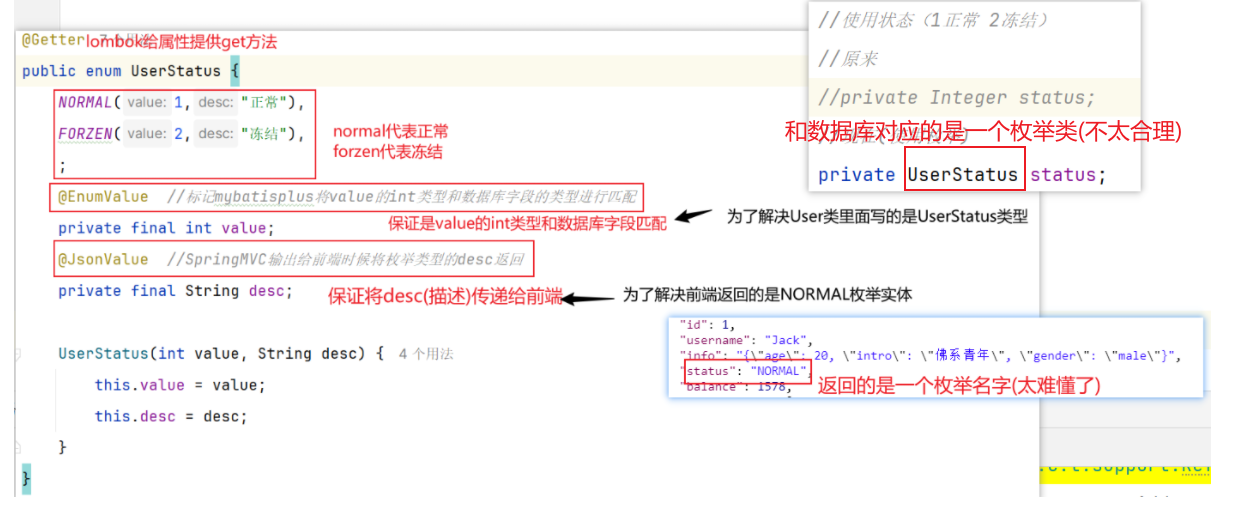 @Getter
lombok给属性提供get方法
public enum UserStatus {
NORMAL( value: 1, desc: "正常"),
FORZEN( value: 2, desc: "冻结"),
;
normal代表正常
forzen代表冻结
@EnumValue //标记mybatisplus将value的int类型和数据库字段的类型进行匹配
private final int value;
保证是value的int类型和数据库字段匹配
为了解决User类里面写的是UserStatus类型
@JsonValue //SpringMVC输出给前端时候将枚举类型的desc返回
private final String desc;
保证将desc(描述)传递给前端
为了解决前端返回的是NORMAL枚举实体
UserStatus(int value, String desc) { 4 个用法
this.value = value;
this.desc = desc;
}
}
//使用状态（1正常 2冻结）
//原来
//private Integer status;
和数据库对应的是一个枚举类(不太合理)
private UserStatus status;
"id": 1,
"username": "Jack",
"info": "{\"age\": 20, \"intro\": \"佛系青年\", \"gender\": \"male\"}",
"status": "NORMAL",
"balance": 1578,
返回的是一个枚举名字(太难懂了)